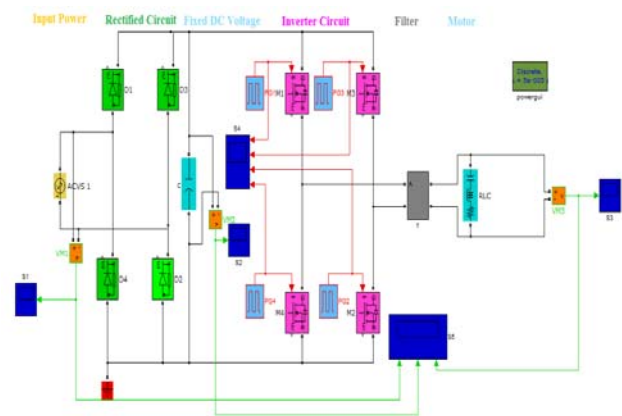 Input Power Rectified Circuit Fixed DC Voltage Inverter Circuit Filter Motor
D1
D3
M1
M3
PG1
PG3
S4
Discrete,
powergui
ACVS 1
C
VM2
S2
VM1
T
RLC
VM3
S3
S1
D4
D2
PG4
PG2
M4
M2
S5